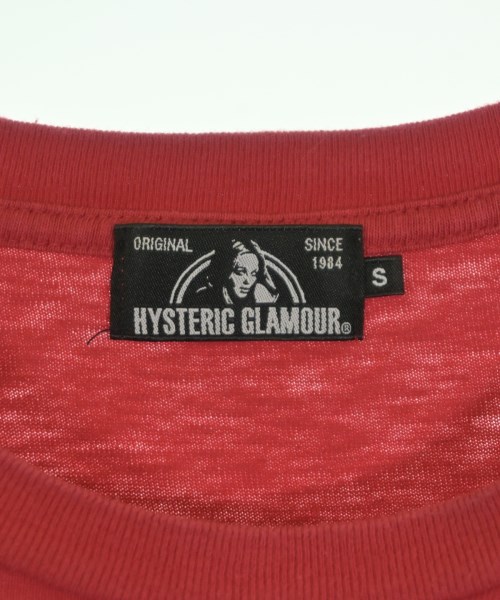 ORIGINAL
SINCE
1984
HYSTERIC GLAMOUR®
S